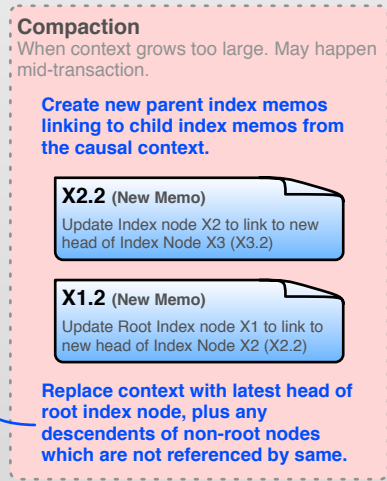 Compaction
When context grows too large. May happen
mid-transaction.
Create new parent index memos
linking to child index memos from
the causal context.
X2.2 (New Memo)
Update Index node X2 to link to new
head of Index Node X3 (X3.2)
X1.2 (New Memo)
Update Root Index node X1 to link to
new head of Index Node X2 (X2.2)
Replace context with latest head of
root index node, plus any
descendents of non-root nodes
which are not referenced by same.